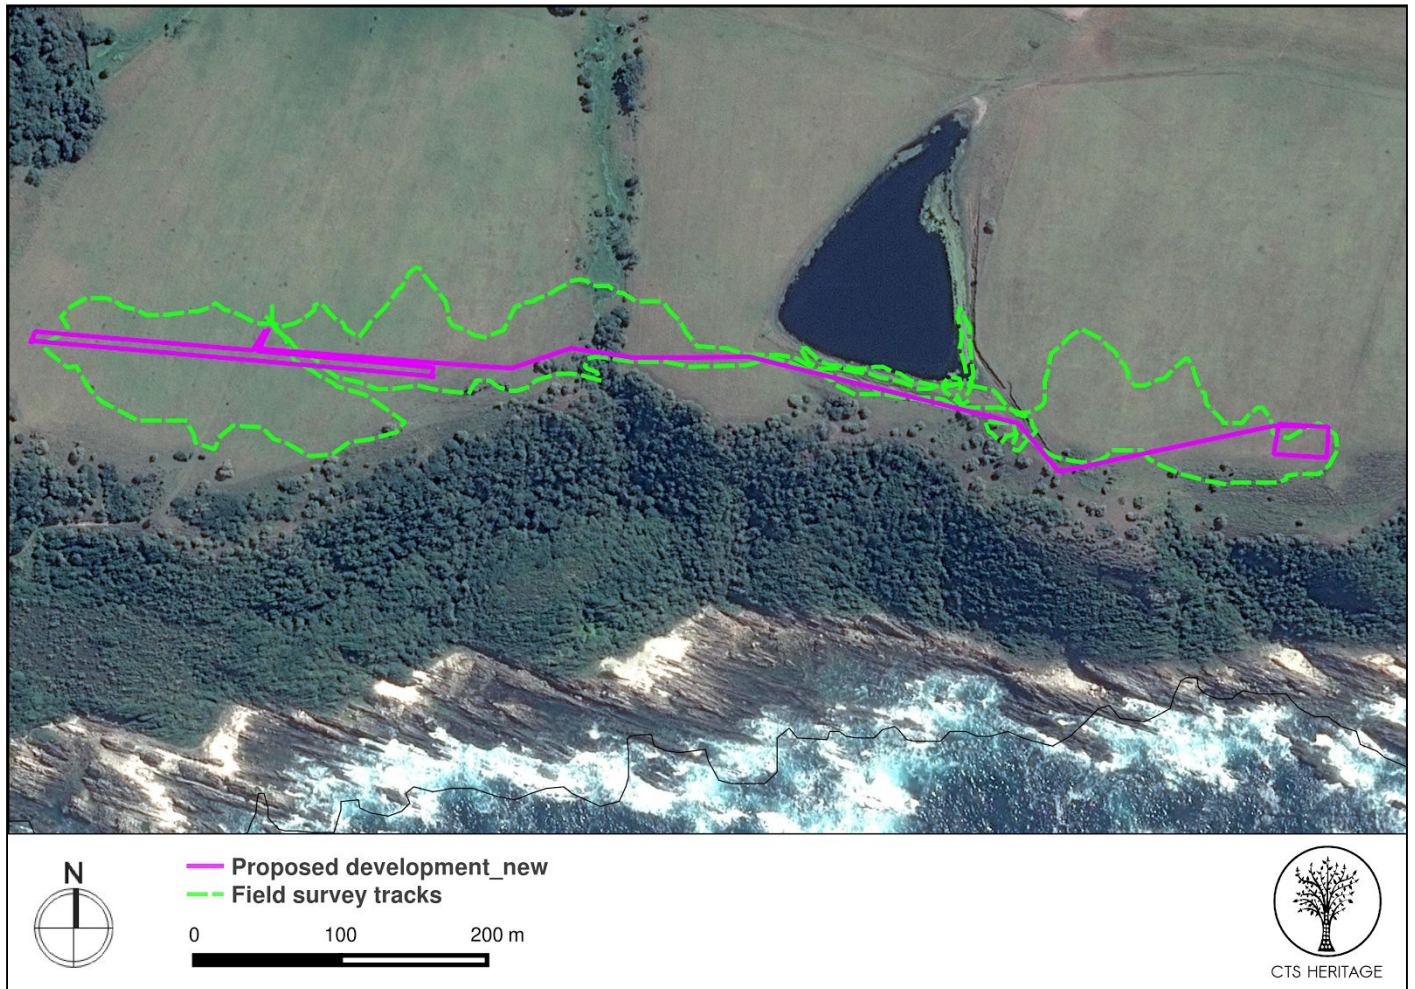 N
Proposed development_new
Field survey tracks
0 100 200 m
CTS HERITAGE